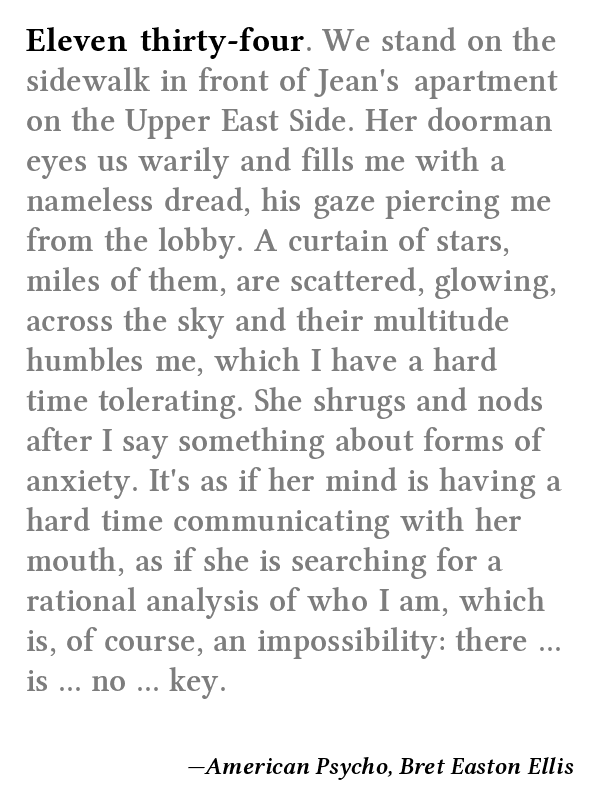 Eleven thirty-four. We stand on the
sidewalk in front of Jean's apartment
on the Upper East Side. Her doorman
eyes us warily and fills me with a
nameless dread, his gaze piercing me
from the lobby. A curtain of stars,
miles of them, are scattered, glowing,
across the sky and their multitude
humbles me, which I have a hard
time tolerating. She shrugs and nods
after I say something about forms of
anxiety. It's as if her mind is having a
hard time communicating with her
mouth, as if she is searching for a
rational analysis of who I am, which
is, of course, an impossibility: there ...
is ... no ... key.
—American Psycho, Bret Easton Ellis